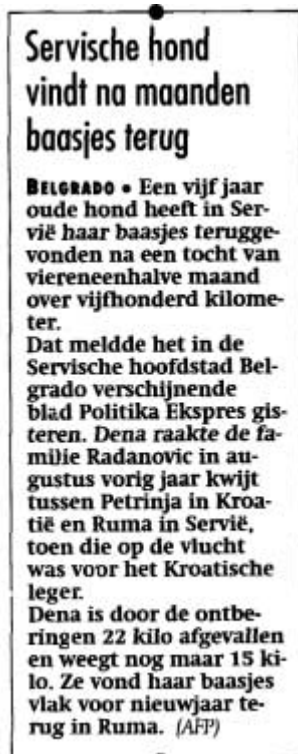 Servische hond
vindt na maanden
baasjes terug
BELGRADO • Een vijf jaar
oude hond heeft in Ser-
vië haar baasjes terugge-
vonden na een tocht van
viereneenhalve maand
over vijfhonderd kilome-
ter.
Dat meldde het in de
Servische hoofdstad Bel-
grado verschijnende
blad Politika Ekspres gis-
teren. Dena raakte de fa-
milie Radanovic in au-
gustus vorig jaar kwijt
tussen Petrinja in Kroa-
tië en Ruma in Servië,
toen die op de vlucht
was voor het Kroatische
leger.
Dena is door de ontbe-
ringen 22 kilo afgevallen
en weegt nog maar 15 ki-
lo. Ze vond haar baasjes
vlak voor nieuwjaar te-
rug in Ruma. (AFP)